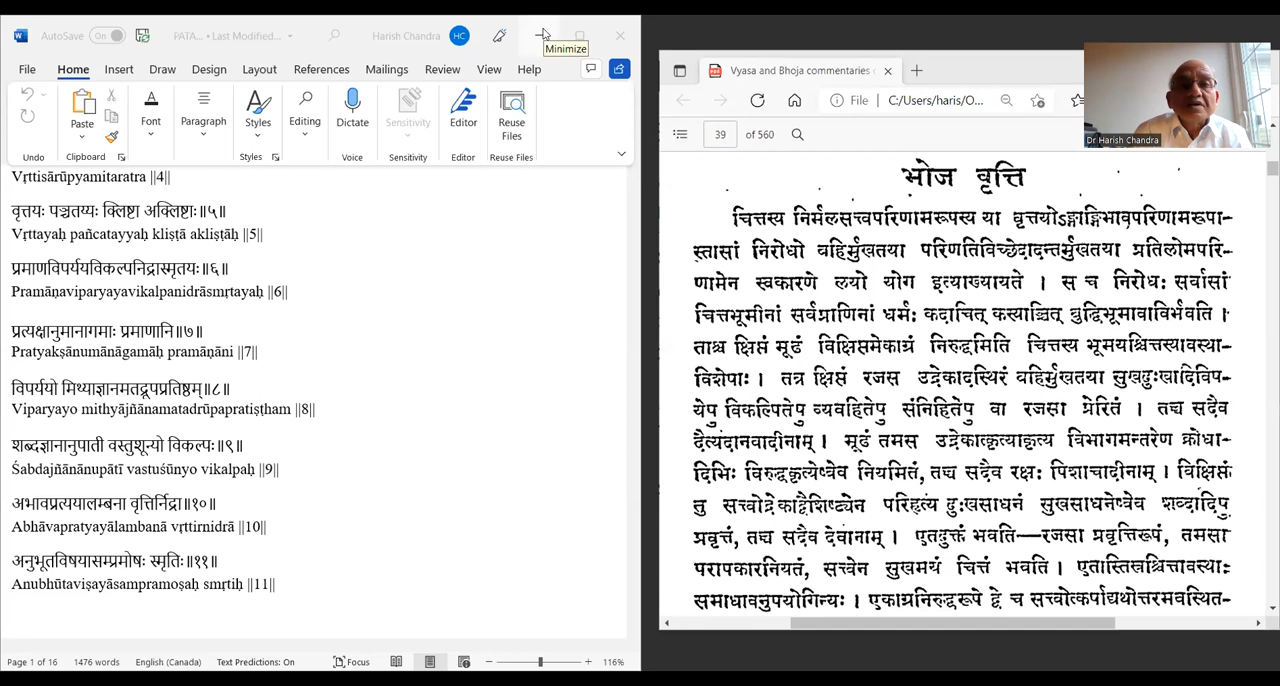 AutoSave On PATA... • Last Modified... Harish Chandra HC
Minimize
File Home Insert Draw Design Layout References Mailings Review View Help
Paste Font Paragraph Styles Editing Dictate Sensitivity Editor Reuse Files
Undo Clipboard Styles Voice Sensitivity Editor Reuse Files
Vṛttisārūpyamitaratra ||4||
वृत्तयः पञ्चतय्यः क्लिष्टा अक्लिष्टाः॥५॥
Vṛttayaḥ pañcatayyaḥ kliṣṭā akliṣṭāḥ ||5||
प्रमाणविपर्ययविकल्पनिद्रास्मृतयः॥६॥
Pramāṇaviparyayavikalpanidrāsmṛtayaḥ ||6||
प्रत्यक्षानुमानागमाः प्रमाणानि॥७॥
Pratyakṣānumānāgamāḥ pramāṇāni ||7||
विपर्ययो मिथ्याज्ञानमतद्रूपप्रतिष्ठम्॥८॥
Viparyayo mithyājñānamatadrūpapratiṣṭham ||8||
शब्दज्ञानानुपाती वस्तुशून्यो विकल्पः॥९॥
Śabdajñānānupātī vastuśūnyo vikalpaḥ ||9||
अभावप्रत्ययालम्बना वृत्तिर्निद्रा॥१०॥
Abhāvapratyayālambanā vṛttirnidrā ||10||
अनुभूतविषयासम्प्रमोषः स्मृतिः॥११॥
Anubhūtaviṣayāsampramoṣaḥ smṛtiḥ ||11||
Page 1 of 16 1476 words English (Canada) Text Predictions: On Focus 116%
Vyasa and Bhoja commentaries
File C:/Users/haris/O...
39 of 560
Dr Harish Chandra
भोज वृत्ति
चित्तस्य निर्मलसत्त्वपरिणामरूपस्य या वृत्तयोऽङ्गाङ्गिभावपरिणामरूपा-
स्तासां निरोधो वहिर्मुखतया परिणतिविच्छेदादन्तर्मुखतया प्रतिलोमपरि-
णामेन स्वकारणे लयो योग इत्याख्यायते । स च निरोधः सर्वासां
चित्तभूमीनां सर्वप्राणिनां धर्मः कदाचित् कस्याञ्चित् बुद्धिभूमावाविर्भवति ।
ताश्च क्षिप्तं मूढं विक्षिप्तमेकाग्रं निरुद्धमिति चित्तस्य भूमयश्चित्तस्यावस्था-
विशेषाः । तत्र क्षिप्तं रजस उद्रेकादस्थिरं वहिर्मुखतया सुखदुःखादिविप-
येपु विकल्पितेपु व्यवहितेपु संनिहितेपु वा रजसा प्रेरितं । तच्च सदैव
दैत्यदानवादीनाम् । मूढं तमस उद्रेकात्कृत्याकृत्य विभागमन्तरेण क्रोधा-
दिभिः विरुद्धकृत्येष्वेव नियमितं, तच्च सदैव रक्षः पिशाचादीनाम् । विक्षिप्तं
तु सत्त्वोद्रेकाद्वैशिष्ट्येन परिहृत्य दुःखसाधनं सुखसाधनेष्वेव शब्दादिपु
प्रवृत्तं, तच्च सदैव देवानाम् । एतदुक्तं भवति—रजसा प्रवृत्तिरूपं, तमसा
परापकारनियतं, सत्त्वेन सुखमयं चित्तं भवति । एतास्तिस्रश्चित्तावस्थाः
समाधावनुपयोगिन्यः । एकाग्रनिरुद्धरूपे द्वे च सत्त्वोत्कर्पाद्यथोत्तरमवस्थित-